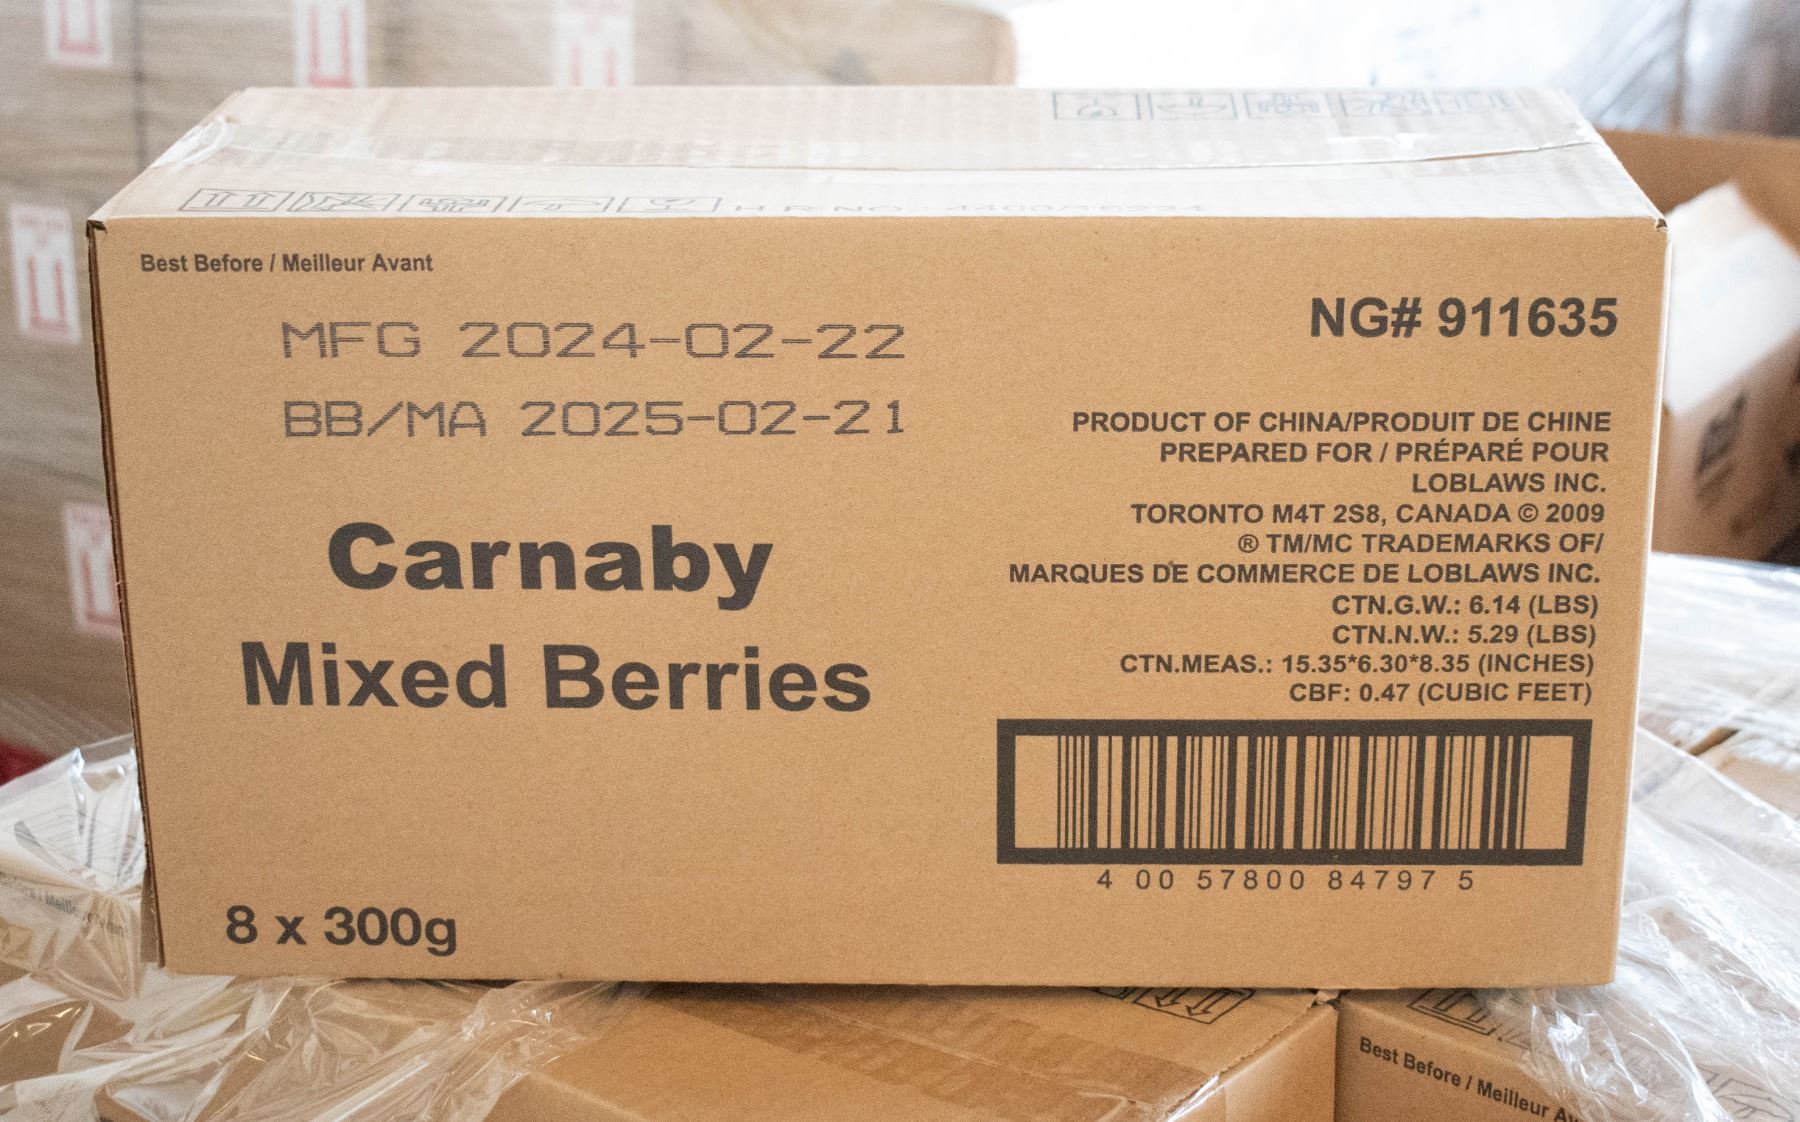 Best Before / Meilleur Avant
MFG 2024-02-22
BB/MA 2025-02-21
Carnaby
Mixed Berries
8 x 300g
NG# 911635
PRODUCT OF CHINA/PRODUIT DE CHINE
PREPARED FOR / PRÉPARÉ POUR
LOBLAWS INC.
TORONTO M4T 2S8, CANADA © 2009
® TM/MC TRADEMARKS OF/
MARQUES DE COMMERCE DE LOBLAWS INC.
CTN.G.W.: 6.14 (LBS)
CTN.N.W.: 5.29 (LBS)
CTN.MEAS.: 15.35*6.30*8.35 (INCHES)
CBF: 0.47 (CUBIC FEET)
4 00 57800 84797 5
Best Before / Meilleur